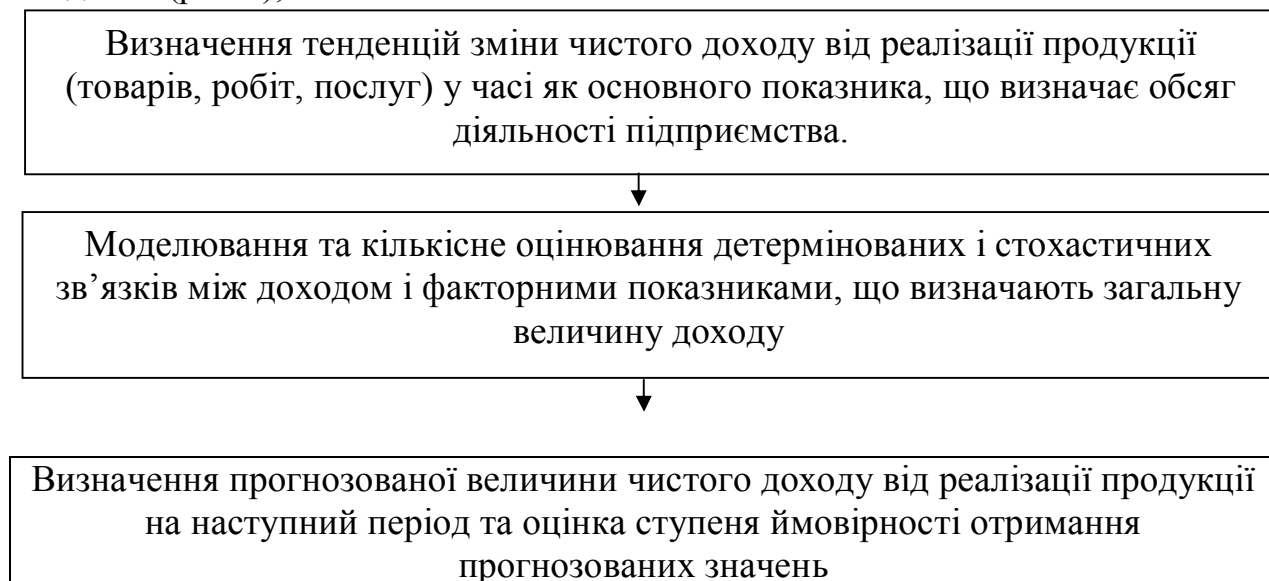 Визначення тенденцій зміни чистого доходу від реалізації продукції
(товарів, робіт, послуг) у часі як основного показника, що визначає обсяг
діяльності підприємства.
Моделювання та кількісне оцінювання детермінованих і стохастичних
зв’язків між доходом і факторними показниками, що визначають загальну
величину доходу
Визначення прогнозованої величини чистого доходу від реалізації продукції
на наступний період та оцінка ступеня ймовірності отримання
прогнозованих значень